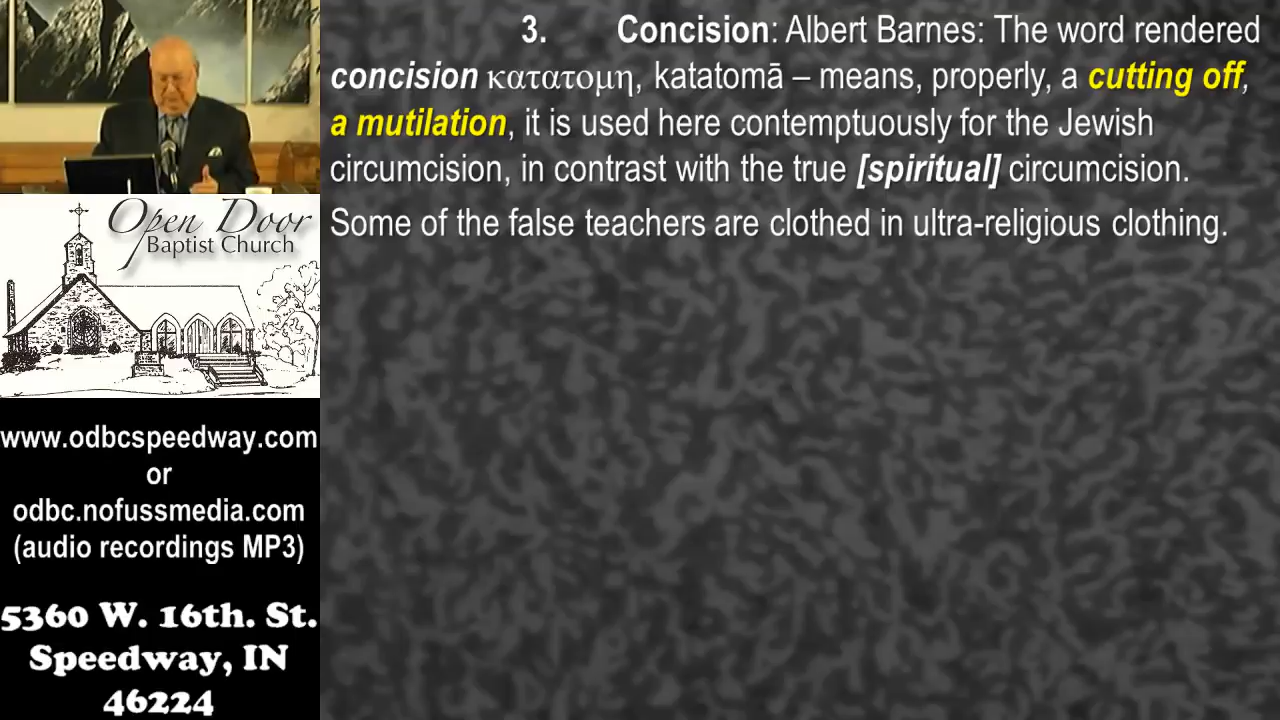 3. Concision: Albert Barnes: The word rendered
concision κατατομη, katatomā – means, properly, a cutting off,
a mutilation, it is used here contemptuously for the Jewish
circumcision, in contrast with the true [spiritual] circumcision.
Some of the false teachers are clothed in ultra-religious clothing.
Open Door
Baptist Church
www.odbcspeedway.com
or
odbc.nofussmedia.com
(audio recordings MP3)
5360 W. 16th. St.
Speedway, IN
46224